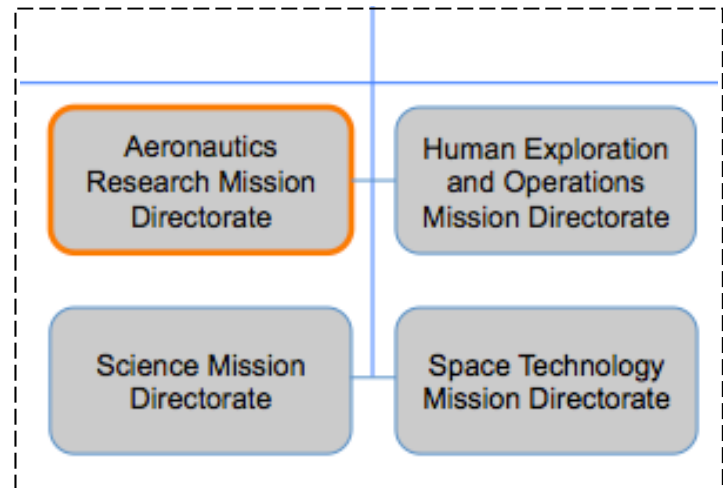 Aeronautics
Research Mission
Directorate
Human Exploration
and Operations
Mission Directorate
Science Mission
Directorate
Space Technology
Mission Directorate